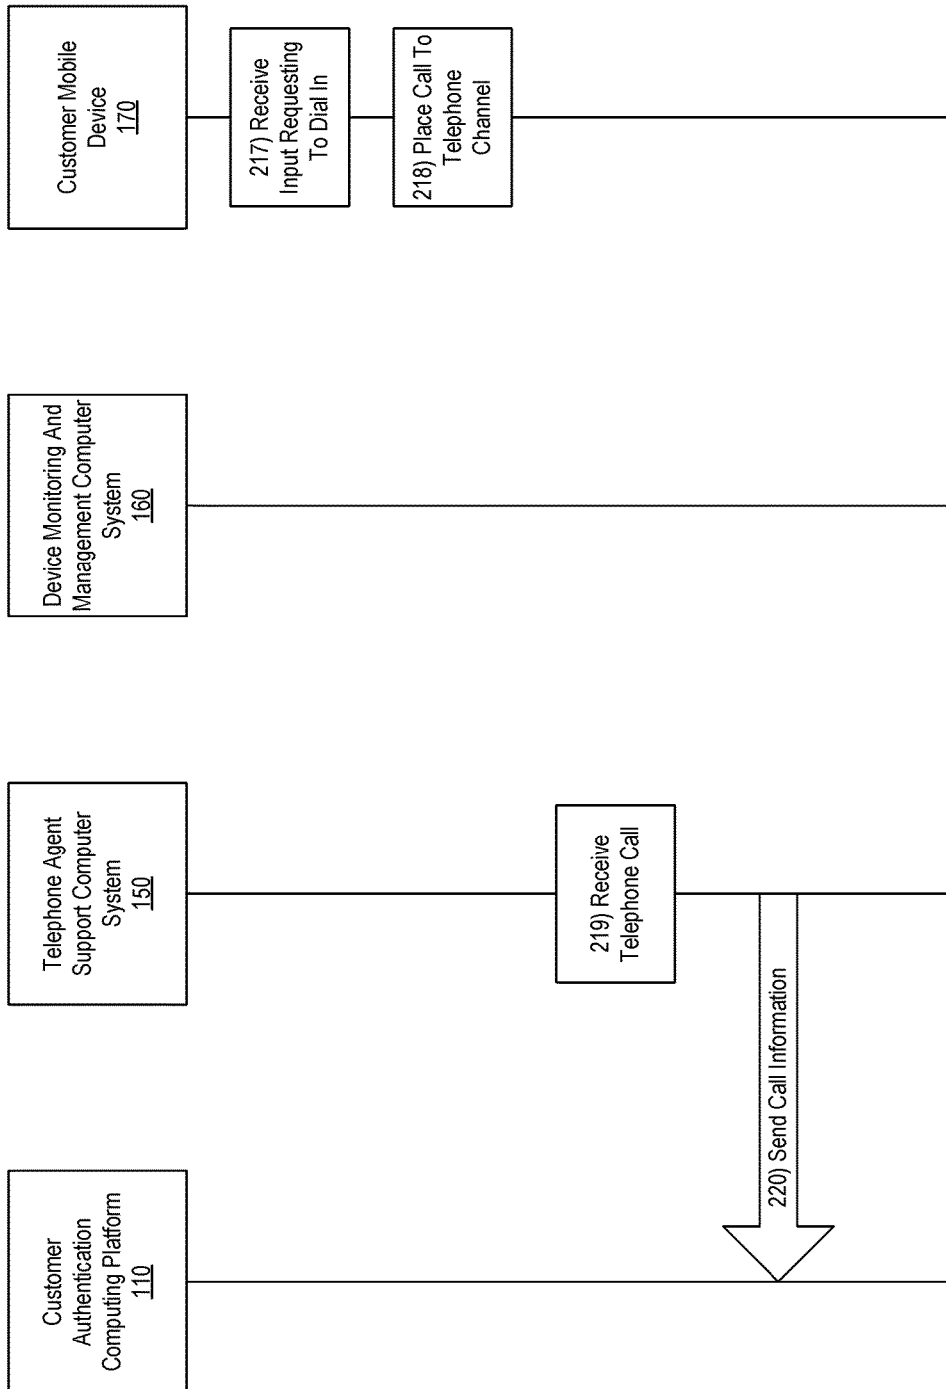 Customer
Authentication
Computing Platform
110
Telephone Agent
Support Computer
System
150
Device Monitoring And
Management Computer
System
160
Customer Mobile
Device
170
217) Receive
Input Requesting
To Dial In
218) Place Call To
Telephone
Channel
219) Receive
Telephone Call
220) Send Call Information